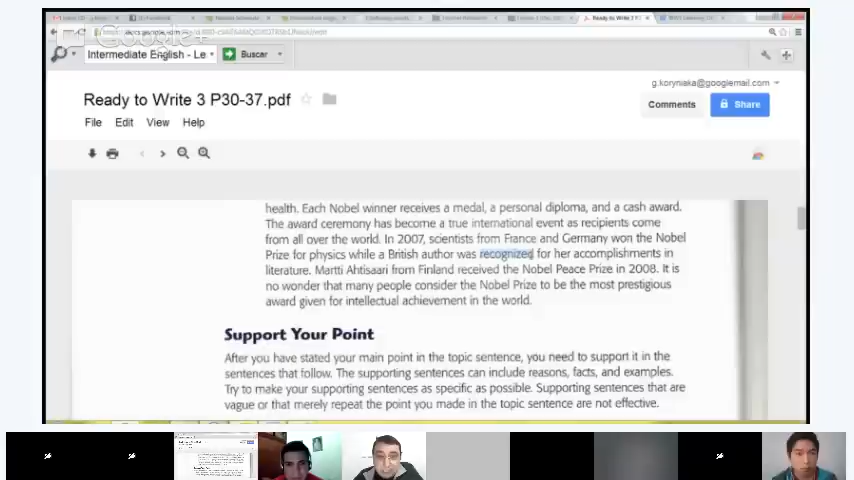 Google+
Intermediate English - Le
Buscar
g.koryniaka@googlemail.com
Ready to Write 3 P30-37.pdf
Comments
Share
File Edit View Help
health. Each Nobel winner receives a medal, a personal diploma, and a cash award.
The award ceremony has become a true international event as recipients come
from all over the world. In 2007, scientists from France and Germany won the Nobel
Prize for physics while a British author was recognized for her accomplishments in
literature. Martti Ahtisaari from Finland received the Nobel Peace Prize in 2008. It is
no wonder that many people consider the Nobel Prize to be the most prestigious
award given for intellectual achievement in the world.
Support Your Point
After you have stated your main point in the topic sentence, you need to support it in the
sentences that follow. The supporting sentences can include reasons, facts, and examples.
Try to make your supporting sentences as specific as possible. Supporting sentences that are
vague or that merely repeat the point you made in the topic sentence are not effective.